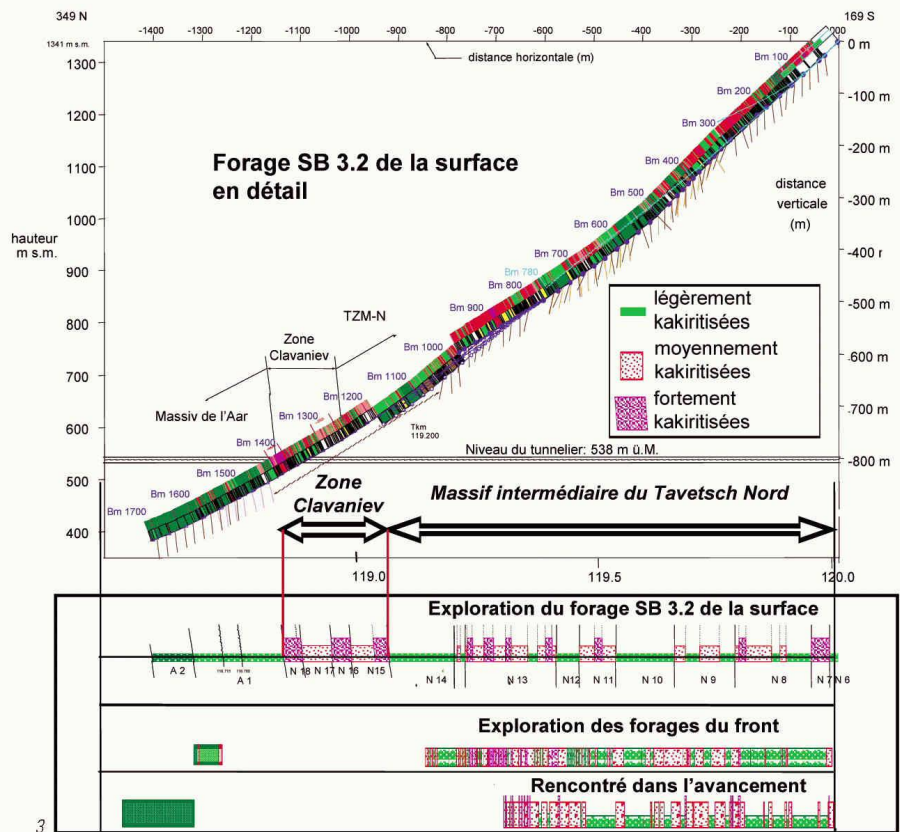 349 N
169 S
-1400 -1300 -1200 -1100 -1000 -900 -800 -700 -600 -500 -400 -300 -200 -100 000
1341 m s.m.
distance horizontale (m)
0 m
1300
1200
1100
1000
900
800
700
600
500
400
hauteur
m s.m.
-100 m
-200 m
-300 m
-400 r
-500 m
-600 m
-700 m
-800 m
distance
verticale
(m)
Forage SB 3.2 de la surface
en détail
Bm 100
Bm 200
Bm 300
Bm 400
Bm 500
Bm 600
Bm 700
Bm 780
Bm 800
Bm 900
Bm 1000
Bm 1100
Bm 1200
Bm 1300
Bm 1400
Bm 1500
Bm 1600
Bm 1700
TZM-N
Zone
Clavaniev
Massiv de l'Aar
Tkm
119.200
légèrement
kakiritisées
moyennement
kakiritisées
fortement
kakiritisées
Niveau du tunnelier: 538 m ü.M.
Zone
Clavaniev
Massif intermédiaire du Tavetsch Nord
119.0 119.5 120.0
Exploration du forage SB 3.2 de la surface
A 2 A 1 N 18 N 17 N 16 N15 N 14 N 13 N12 N 11 N 10 N 9 N 8 N 7 N 6
Exploration des forages du front
Rencontré dans l'avancement
3